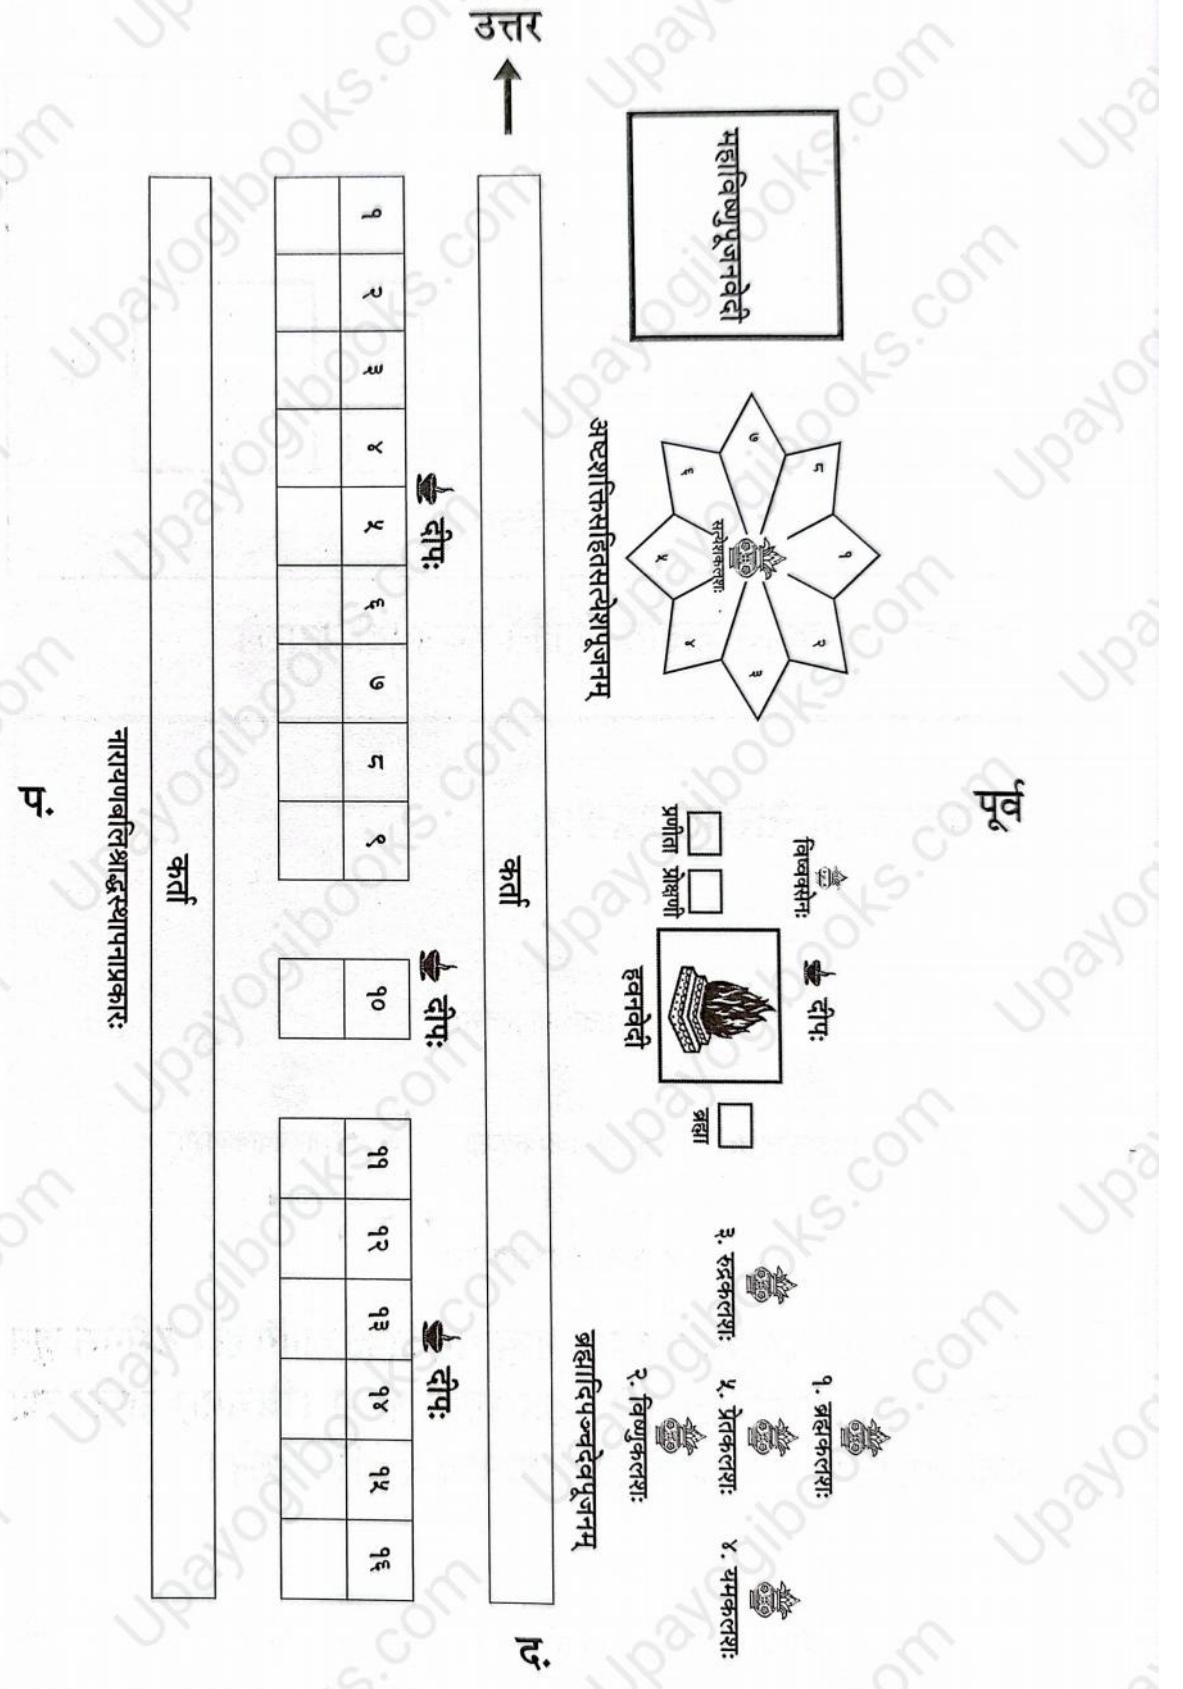 उत्तर
पूर्व
महाविष्णुपूजनवेदी
७
८
६
१
सत्येशकलशः
५
२
४
३
अष्टशक्तिसहितसत्येशपूजनम्
विष्वक्सेनः
दीपः
प्रणीता
प्रोक्षणी
हवनवेदी
ब्रह्मा
१. ब्रह्मकलशः
३. रुद्रकलशः
५. प्रेतकलशः
४. यमकलशः
२. विष्णुकलशः
ब्रह्मादिपञ्चदेवपूजनम्
कर्ता
दीपः
दीपः
दीपः
१ २ ३ ४ ५ ६ ७ ८ ९
१०
११ १२ १३ १४ १५ १६
कर्ता
नारायणबलिश्राद्धस्थापनाप्रकारः
प.
द.
Upayogibooks.com